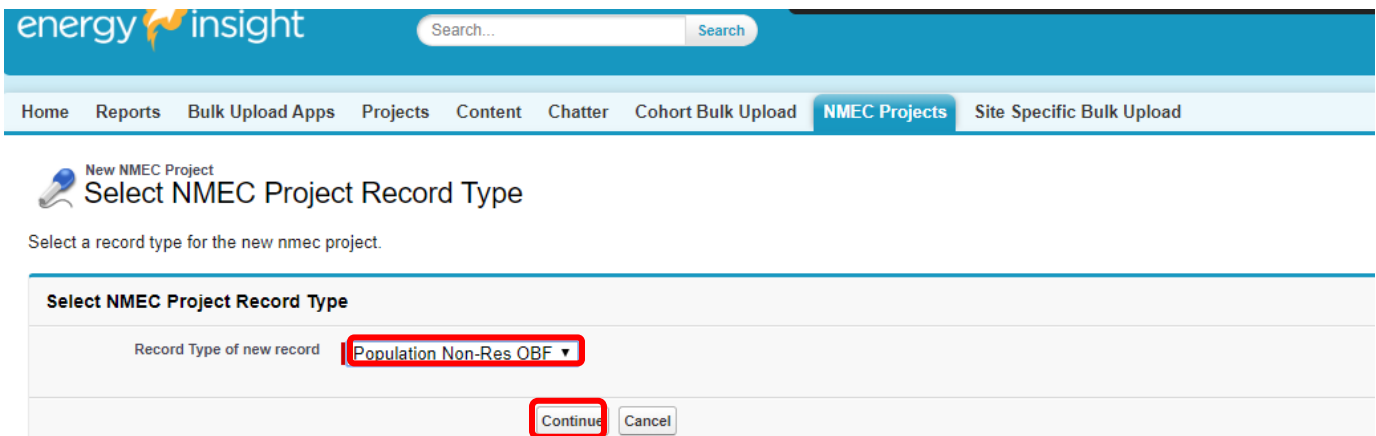 energy insight Search... Search
Home Reports Bulk Upload Apps Projects Content Chatter Cohort Bulk Upload NMEC Projects Site Specific Bulk Upload
New NMEC Project
Select NMEC Project Record Type
Select a record type for the new nmec project.
Select NMEC Project Record Type
Record Type of new record Population Non-Res OBF
Continue Cancel